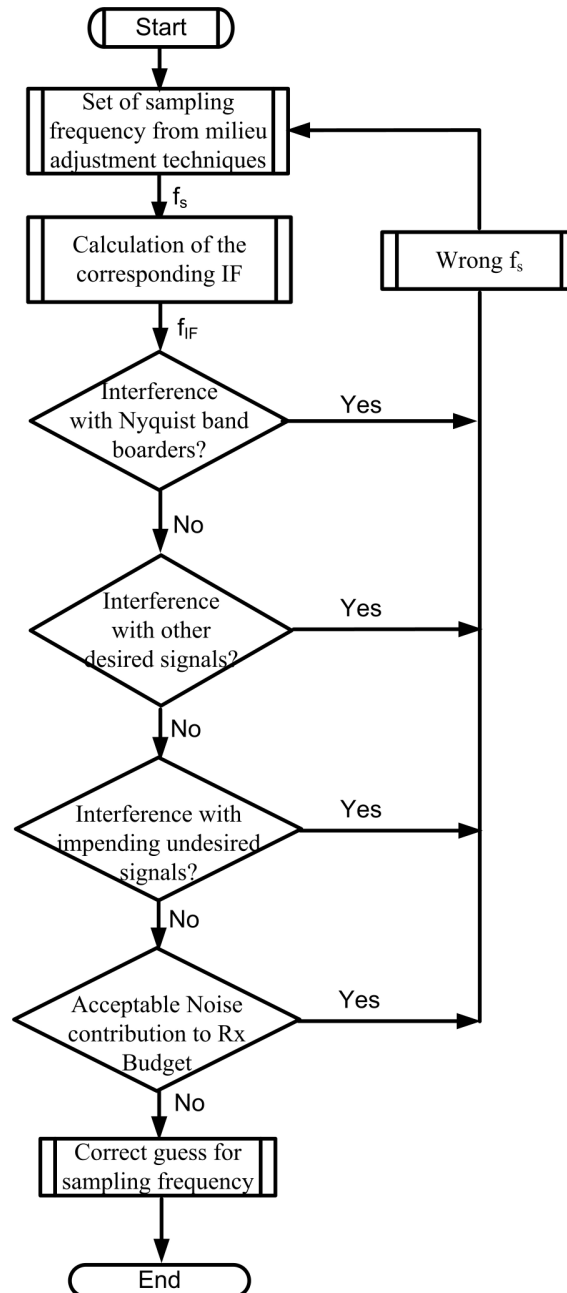 Start
Set of sampling
frequency from milieu
adjustment techniques
fs
Calculation of the
corresponding IF
Wrong fs
fIF
Interference
with Nyquist band
boarders?
Yes
No
Interference
with other
desired signals?
Yes
No
Interference with
impending undesired
signals?
Yes
No
Acceptable Noise
contribution to Rx
Budget
Yes
No
Correct guess for
sampling frequency
End